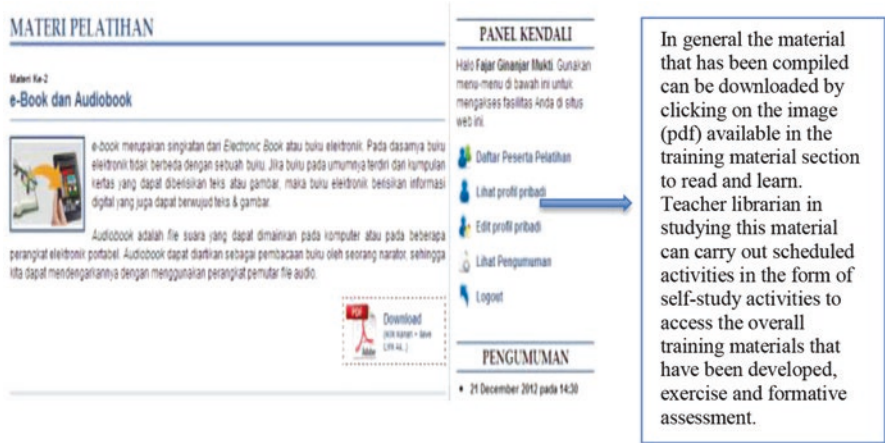 MATERI PELATIHAN
Materi Ke-2
e-Book dan Audiobook
e-book merupakan singkatan dari Electronic Book atau buku elektronik. Pada dasarnya buku
elektronik tidak berbeda dengan sebuah buku. Jika buku pada umumnya terdiri dari kumpulan
kertas yang dapat diberisikan teks atau gambar, maka buku elektronik berisikan informasi
digital yang juga dapat berwujud teks & gambar.
Audiobook adalah file suara yang dapat dimainkan pada komputer atau pada beberapa
perangkat elektronik portabel. Audiobook dapat diartikan sebagai pembacaan buku oleh seorang narator, sehingga
kita dapat mendengarkannya dengan menggunakan perangkat pemutar file audio.
PDF
Adobe
Download
(klik kanan + save
Link As..)
PANEL KENDALI
Halo Fajar Ginanjar Mukti. Gunakan
menu-menu di bawah ini untuk
mengakses fasilitas Anda di situs
web ini.
Daftar Peserta Pelatihan
Lihat profil pribadi
Edit profil pribadi
Lihat Pengumuman
Logout
PENGUMUMAN
21 December 2012 pada 14:30
In general the material
that has been compiled
can be downloaded by
clicking on the image
(pdf) available in the
training material section
to read and learn.
Teacher librarian in
studying this material
can carry out scheduled
activities in the form of
self-study activities to
access the overall
training materials that
have been developed,
exercise and formative
assessment.